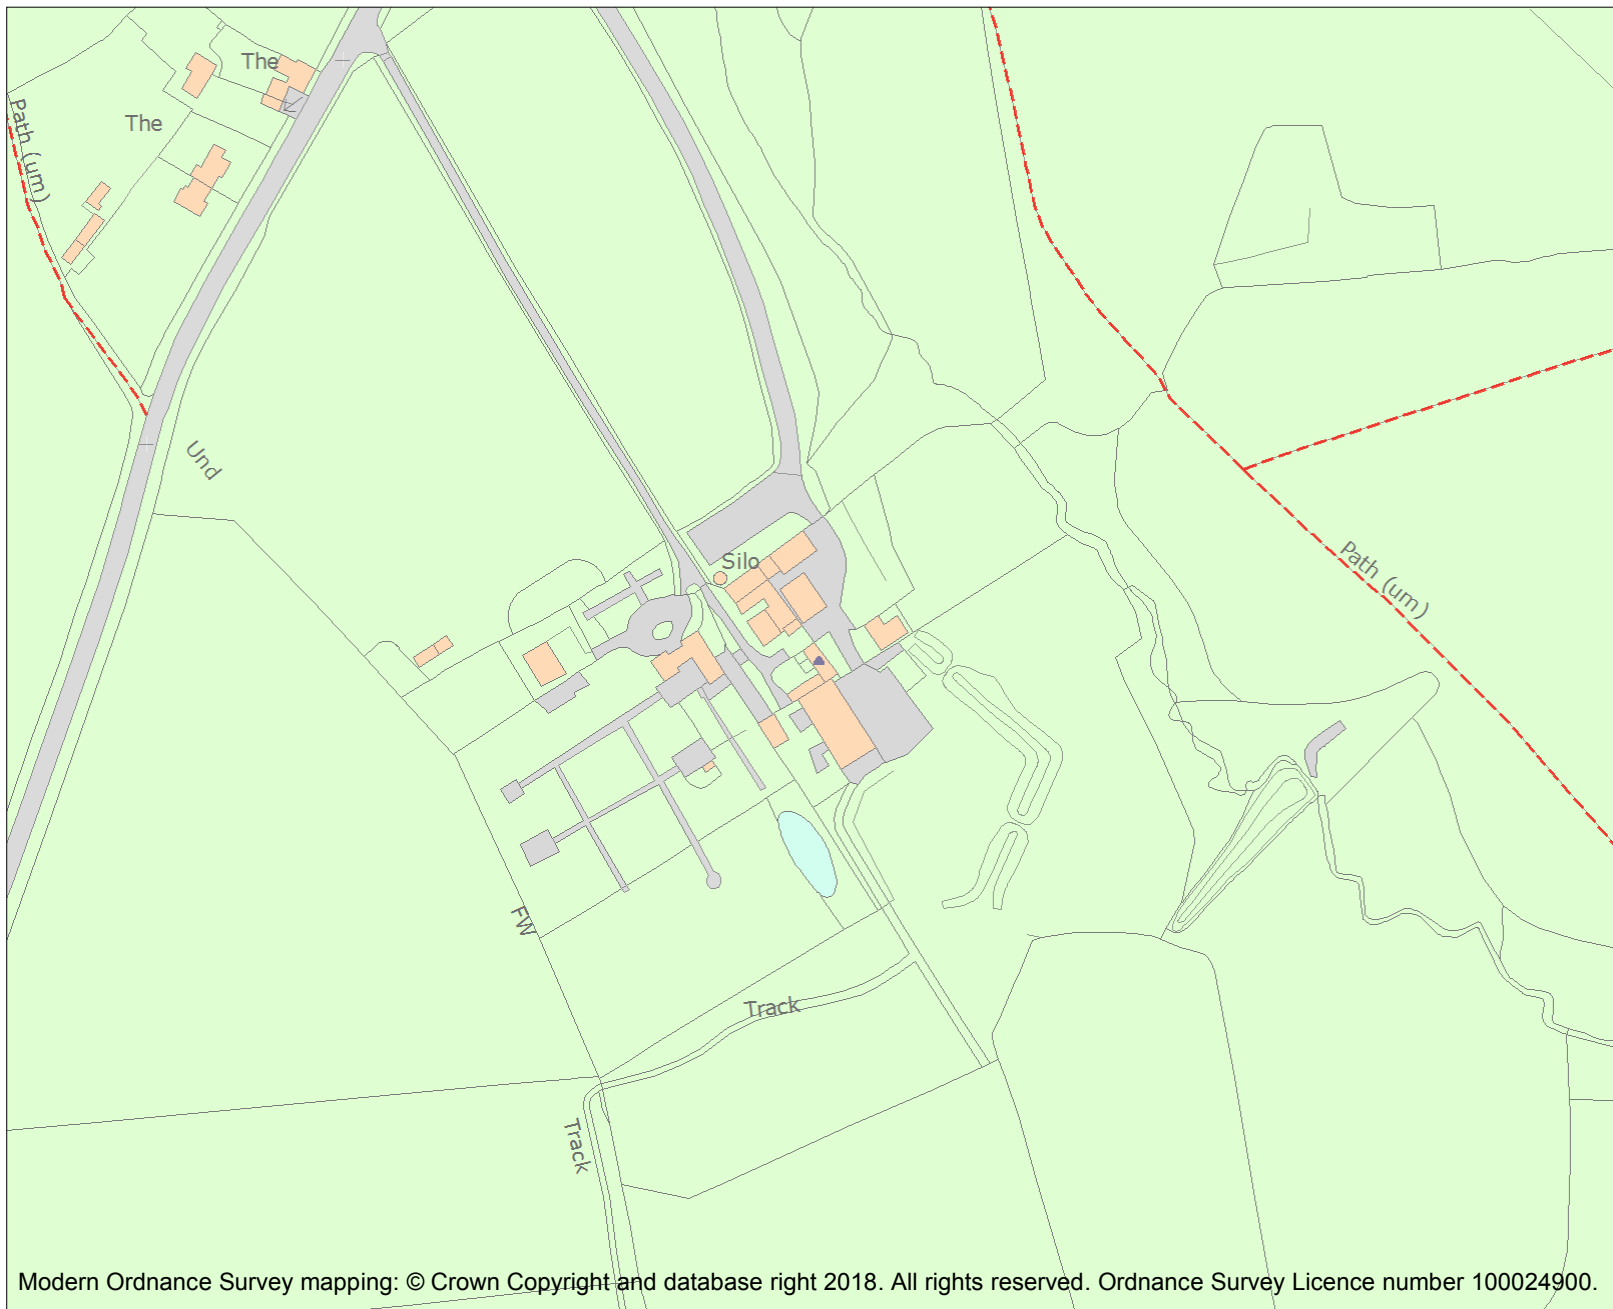 The
The
Path (um)
Und
Silo
Path (um)
FW
Track
Track
Modern Ordnance Survey mapping: © Crown Copyright and database right 2018. All rights reserved. Ordnance Survey Licence number 100024900.